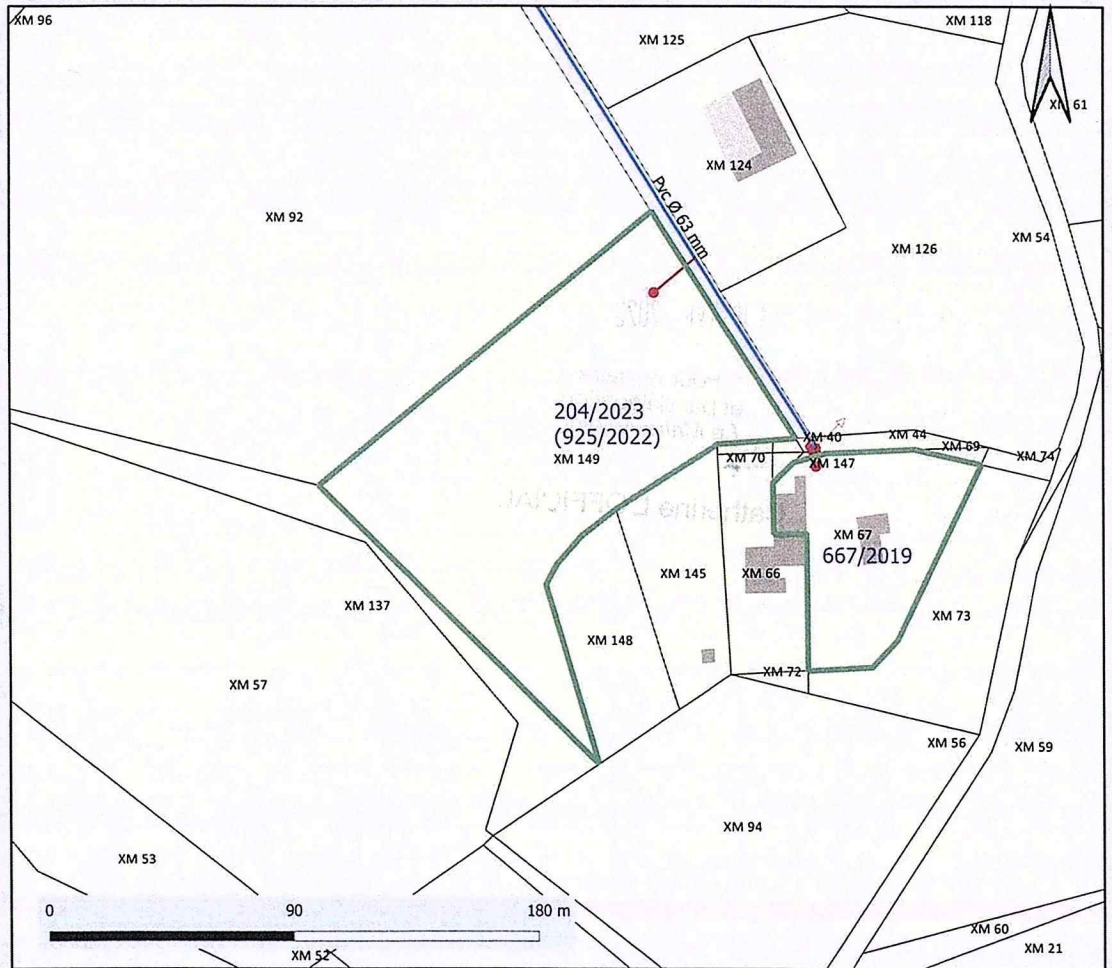 XM 96
XM 125
XM 118
XM 61
XM 124
Pvc Ø 63 mm
XM 92
XM 54
XM 126
204/2023
(925/2022)
XM 149
XM 40
XM 44
XM 69
XM 74
XM 70
XM 147
XM 67
667/2019
XM 66
XM 145
XM 137
XM 148
XM 73
XM 72
XM 57
XM 56
XM 59
XM 94
XM 53
0 90 180 m
XM 60
XM 21
XM 52